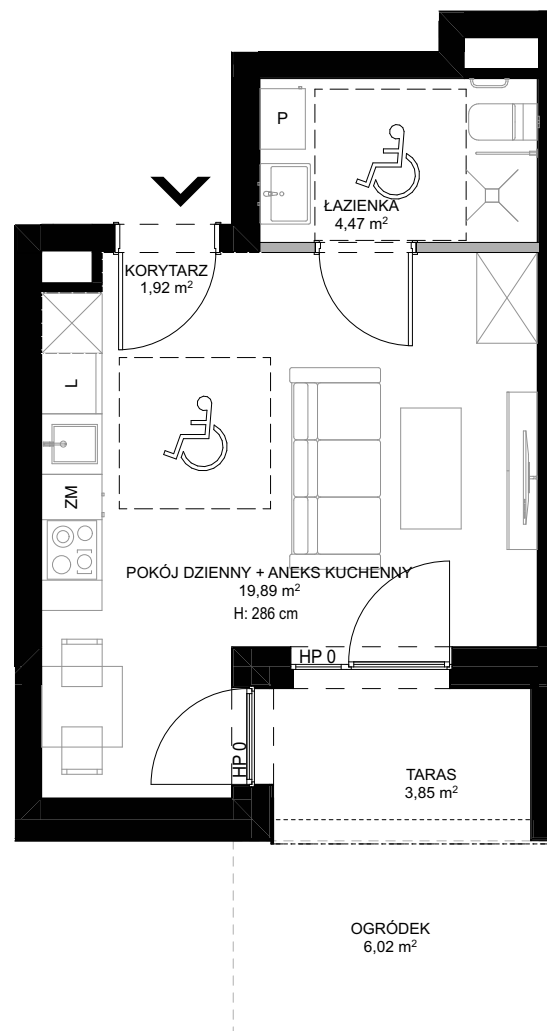 P
ŁAZIENKA
4,47 m²
KORYTARZ
1,92 m²
L
ZM
POKÓJ DZIENNY + ANEKS KUCHENNY
19,89 m²
H: 286 cm
HP 0
HP 0
TARAS
3,85 m²
OGRÓDEK
6,02 m²